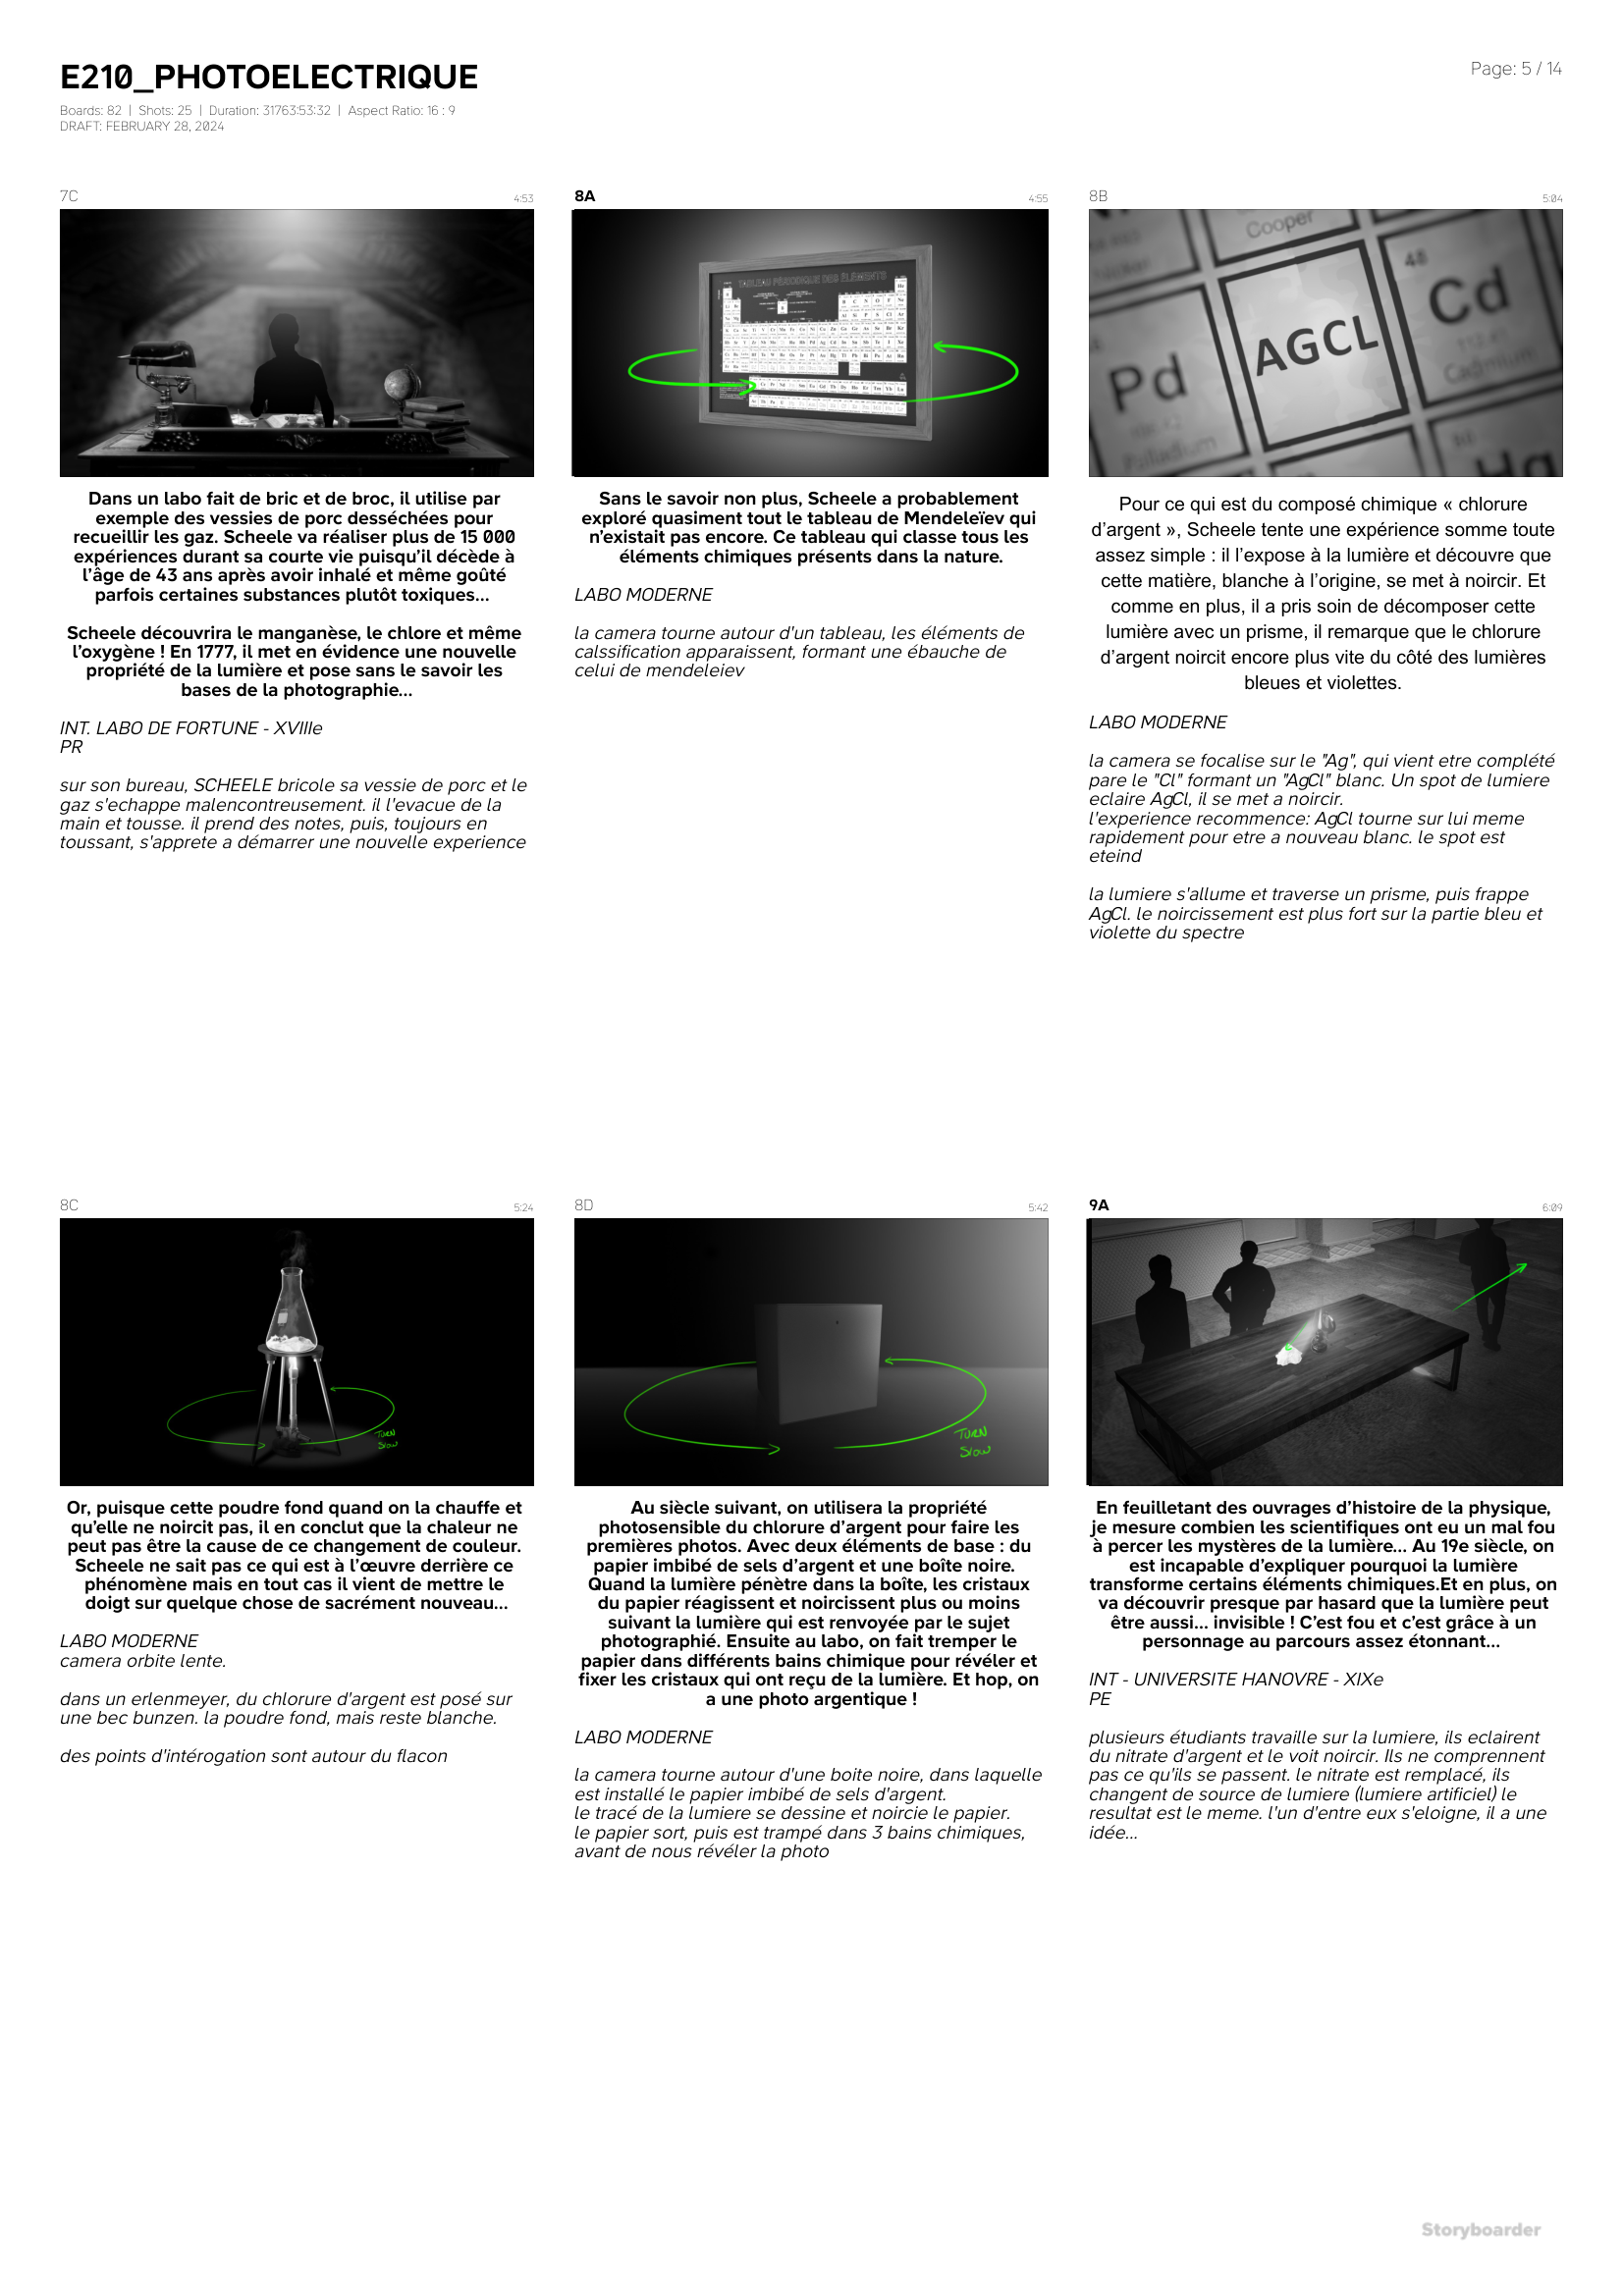 E210_PHOTOELECTRIQUE
Page: 5 / 14
Boards: 82 | Shots: 25 | Duration: 31763:53:32 | Aspect Ratio: 16 : 9
DRAFT: FEBRUARY 28, 2024
7C
4:53
Dans un labo fait de bric et de broc, il utilise par
exemple des vessies de porc desséchées pour
recueillir les gaz. Scheele va réaliser plus de 15 000
expériences durant sa courte vie puisqu'il décède à
l'âge de 43 ans après avoir inhalé et même goûté
parfois certaines substances plutôt toxiques...
Scheele découvrira le manganèse, le chlore et même
l'oxygène ! En 1777, il met en évidence une nouvelle
propriété de la lumière et pose sans le savoir les
bases de la photographie...
INT. LABO DE FORTUNE - XVIIIe
PR
sur son bureau, SCHEELE bricole sa vessie de porc et le
gaz s'echappe malencontreusement. il l'evacue de la
main et tousse. il prend des notes, puis, toujours en
toussant, s'apprete a démarrer une nouvelle experience
8A
4:55
TABLEAU PÉRIODIQUE DES ÉLÉMENTS
Sans le savoir non plus, Scheele a probablement
exploré quasiment tout le tableau de Mendeleïev qui
n'existait pas encore. Ce tableau qui classe tous les
éléments chimiques présents dans la nature.
LABO MODERNE
la camera tourne autour d'un tableau, les éléments de
calssification apparaissent, formant une ébauche de
celui de mendeleiev
8B
5:04
Cooper
48
Cd
Cadmium
AGCL
Pd
Palladium
Hg
Pour ce qui est du composé chimique « chlorure
d'argent », Scheele tente une expérience somme toute
assez simple : il l'expose à la lumière et découvre que
cette matière, blanche à l'origine, se met à noircir. Et
comme en plus, il a pris soin de décomposer cette
lumière avec un prisme, il remarque que le chlorure
d'argent noircit encore plus vite du côté des lumières
bleues et violettes.
LABO MODERNE
la camera se focalise sur le "Ag", qui vient etre complété
pare le "Cl" formant un "AgCl" blanc. Un spot de lumiere
eclaire AgCl, il se met a noircir.
l'experience recommence: AgCl tourne sur lui meme
rapidement pour etre a nouveau blanc. le spot est
eteind
la lumiere s'allume et traverse un prisme, puis frappe
AgCl. le noircissement est plus fort sur la partie bleu et
violette du spectre
8C
5:24
TURN
SLOW
Or, puisque cette poudre fond quand on la chauffe et
qu'elle ne noircit pas, il en conclut que la chaleur ne
peut pas être la cause de ce changement de couleur.
Scheele ne sait pas ce qui est à l'œuvre derrière ce
phénomène mais en tout cas il vient de mettre le
doigt sur quelque chose de sacrément nouveau...
LABO MODERNE
camera orbite lente.
dans un erlenmeyer, du chlorure d'argent est posé sur
une bec bunzen. la poudre fond, mais reste blanche.
des points d'intérogation sont autour du flacon
8D
5:42
TURN
SLOW
Au siècle suivant, on utilisera la propriété
photosensible du chlorure d'argent pour faire les
premières photos. Avec deux éléments de base : du
papier imbibé de sels d'argent et une boîte noire.
Quand la lumière pénètre dans la boîte, les cristaux
du papier réagissent et noircissent plus ou moins
suivant la lumière qui est renvoyée par le sujet
photographié. Ensuite au labo, on fait tremper le
papier dans différents bains chimique pour révéler et
fixer les cristaux qui ont reçu de la lumière. Et hop, on
a une photo argentique !
LABO MODERNE
la camera tourne autour d'une boite noire, dans laquelle
est installé le papier imbibé de sels d'argent.
le tracé de la lumiere se dessine et noircie le papier.
le papier sort, puis est trampé dans 3 bains chimiques,
avant de nous révéler la photo
9A
6:09
En feuilletant des ouvrages d'histoire de la physique,
je mesure combien les scientifiques ont eu un mal fou
à percer les mystères de la lumière... Au 19e siècle, on
est incapable d'expliquer pourquoi la lumière
transforme certains éléments chimiques.Et en plus, on
va découvrir presque par hasard que la lumière peut
être aussi... invisible ! C'est fou et c'est grâce à un
personnage au parcours assez étonnant...
INT - UNIVERSITE HANOVRE - XIXe
PE
plusieurs étudiants travaille sur la lumiere, ils eclairent
du nitrate d'argent et le voit noircir. Ils ne comprennent
pas ce qu'ils se passent. le nitrate est remplacé, ils
changent de source de lumiere (lumiere artificiel) le
resultat est le meme. l'un d'entre eux s'eloigne, il a une
idée...
Storyboarder